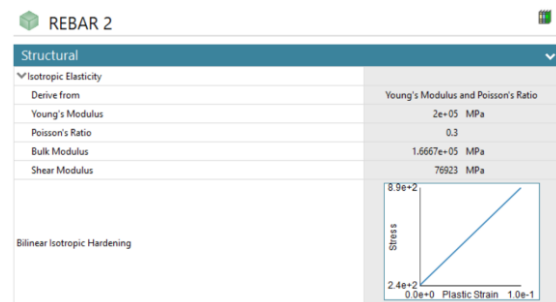 REBAR 2
Structural
Isotropic Elasticity
Derive from Young's Modulus and Poisson's Ratio
Young's Modulus 2e+05 MPa
Poisson's Ratio 0.3
Bulk Modulus 1.6667e+05 MPa
Shear Modulus 76923 MPa
Bilinear Isotropic Hardening
8.9e+2
Stress
2.4e+2
0.0e+0 Plastic Strain 1.0e-1